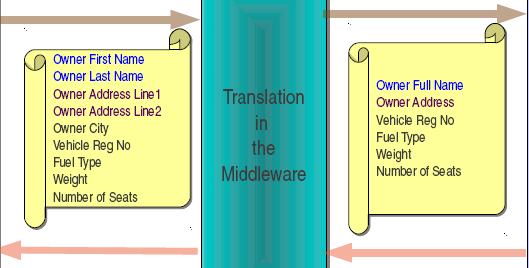 Owner First Name
Owner Last Name
Owner Address Line1
Owner Address Line2
Owner City
Vehicle Reg No
Fuel Type
Weight
Number of Seats
Translation
in
the
Middleware
Owner Full Name
Owner Address
Vehicle Reg No
Fuel Type
Weight
Number of Seats